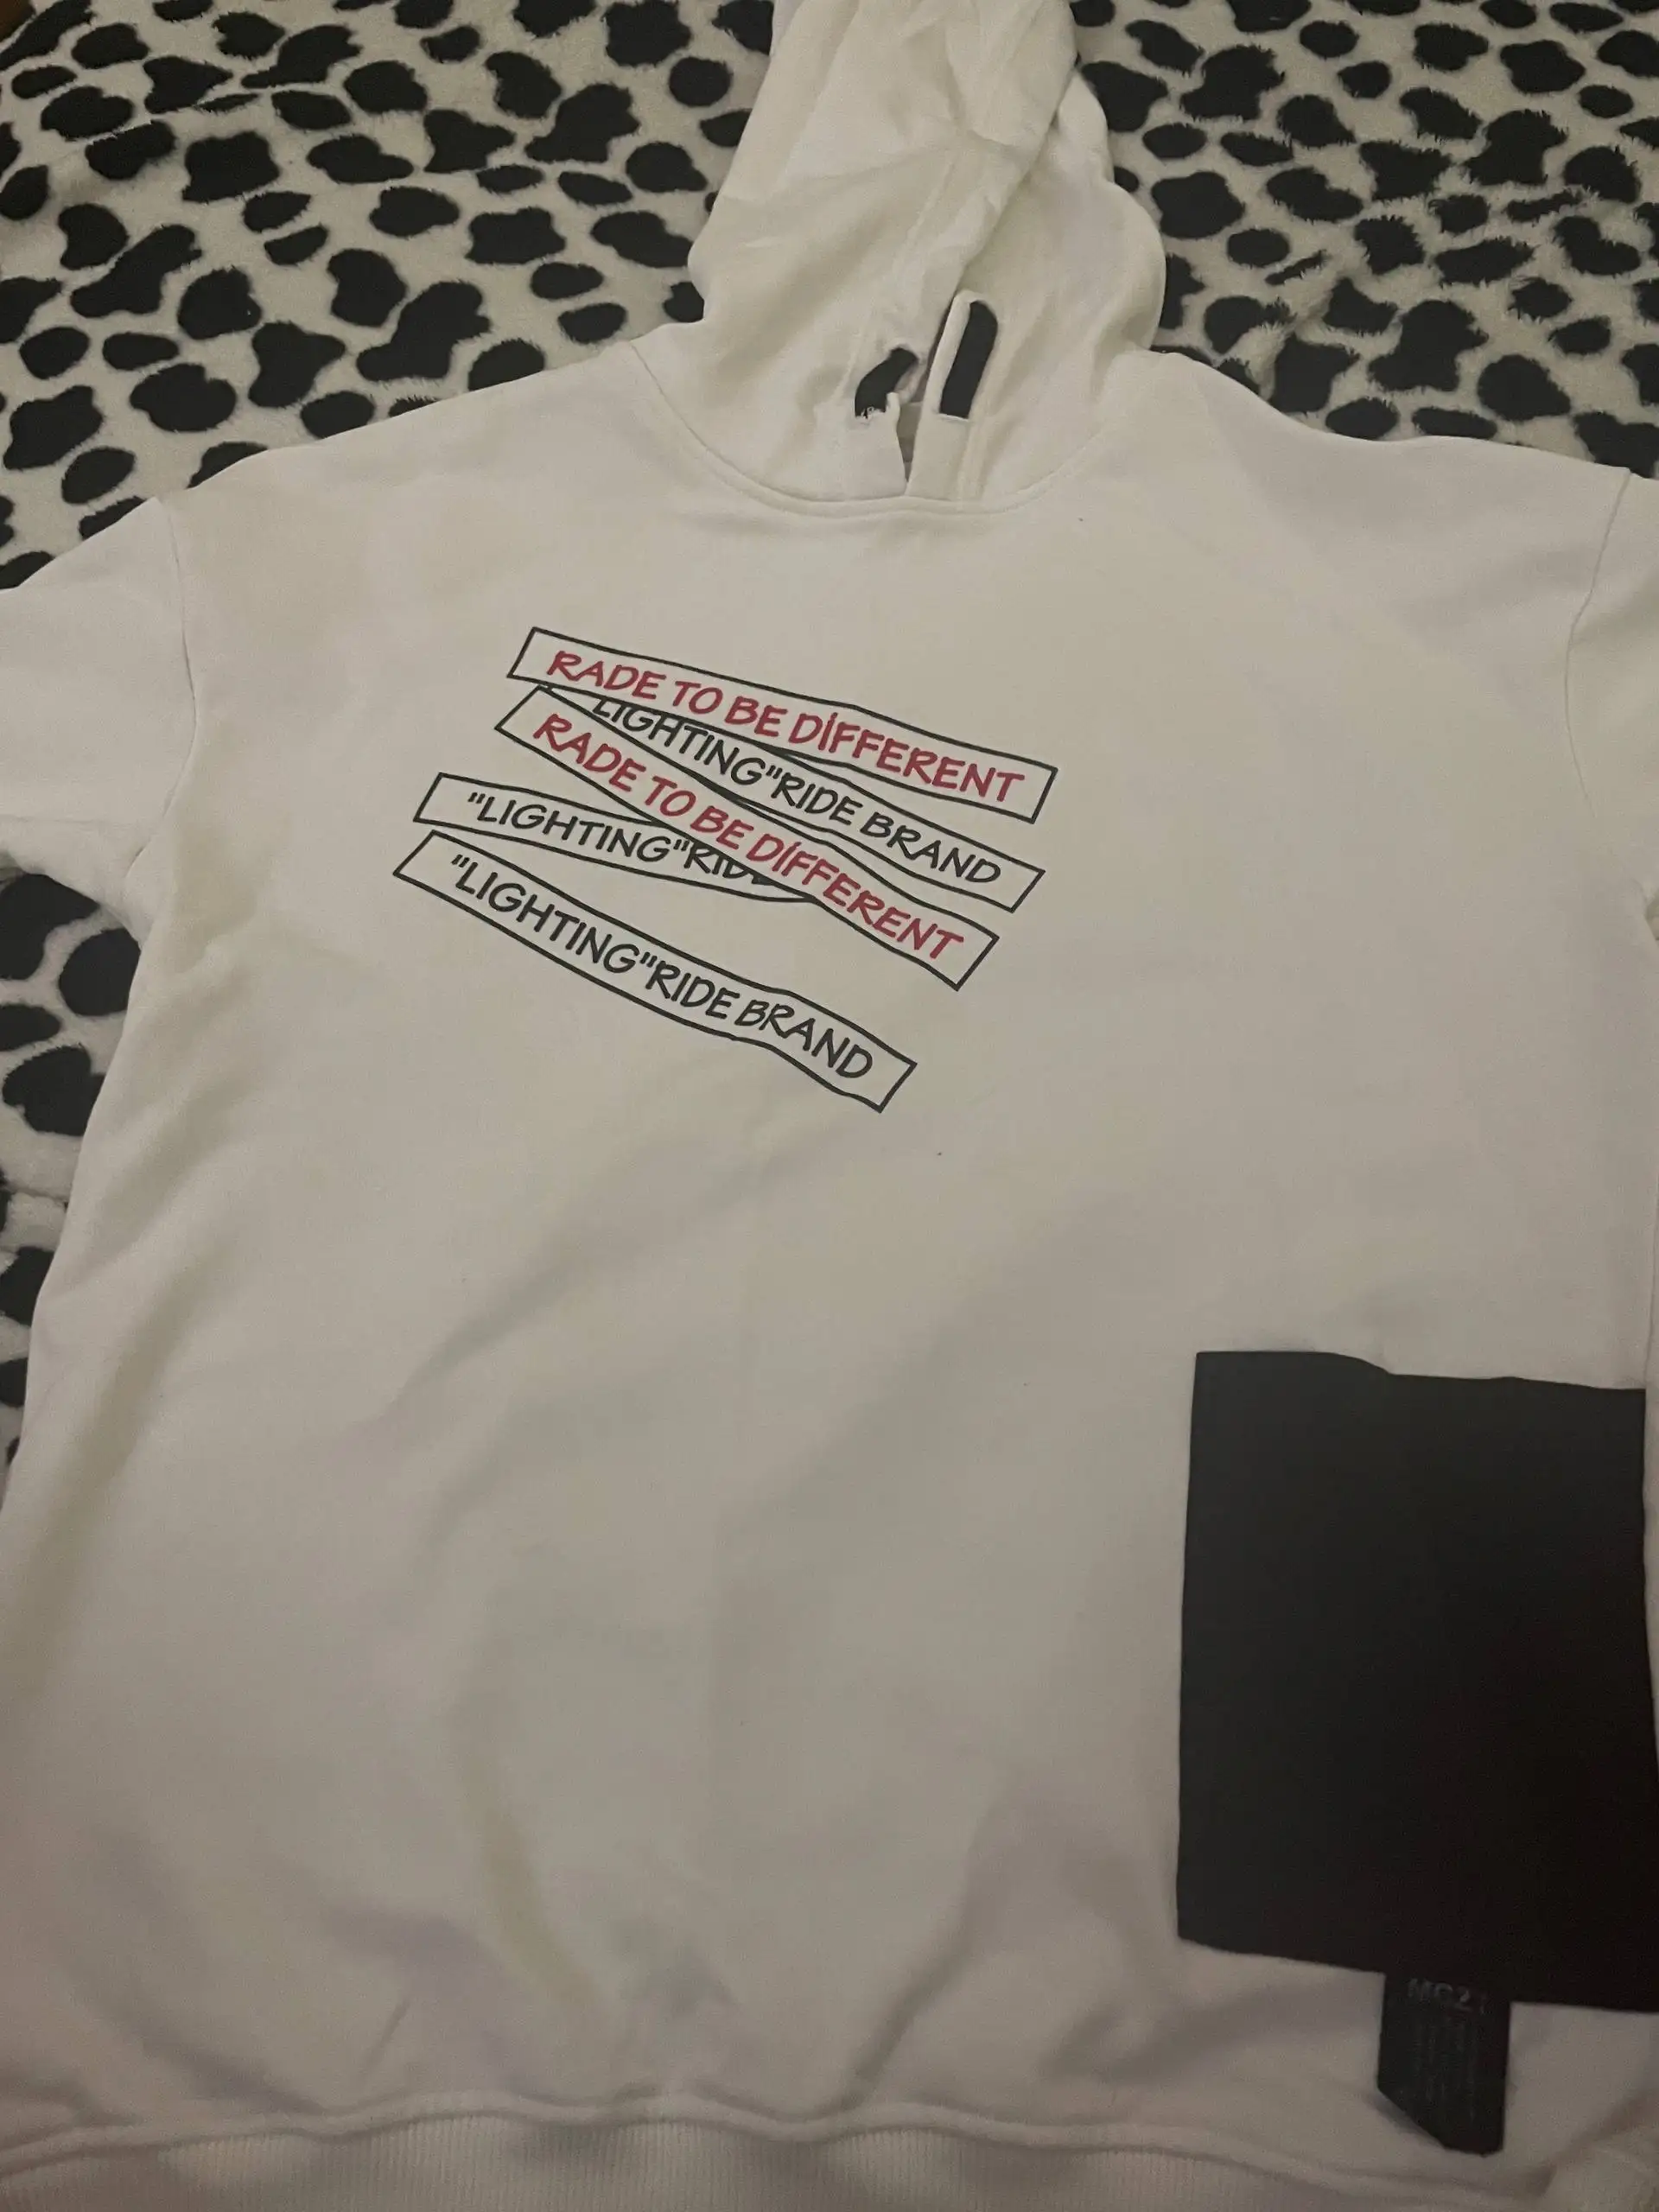 RADE TO BE DİFFERENT
LIGHTING"RIDE BRAND
RADE TO BE DİFFERENT
"LIGHTING"RIDE
"LIGHTING"RIDE BRAND